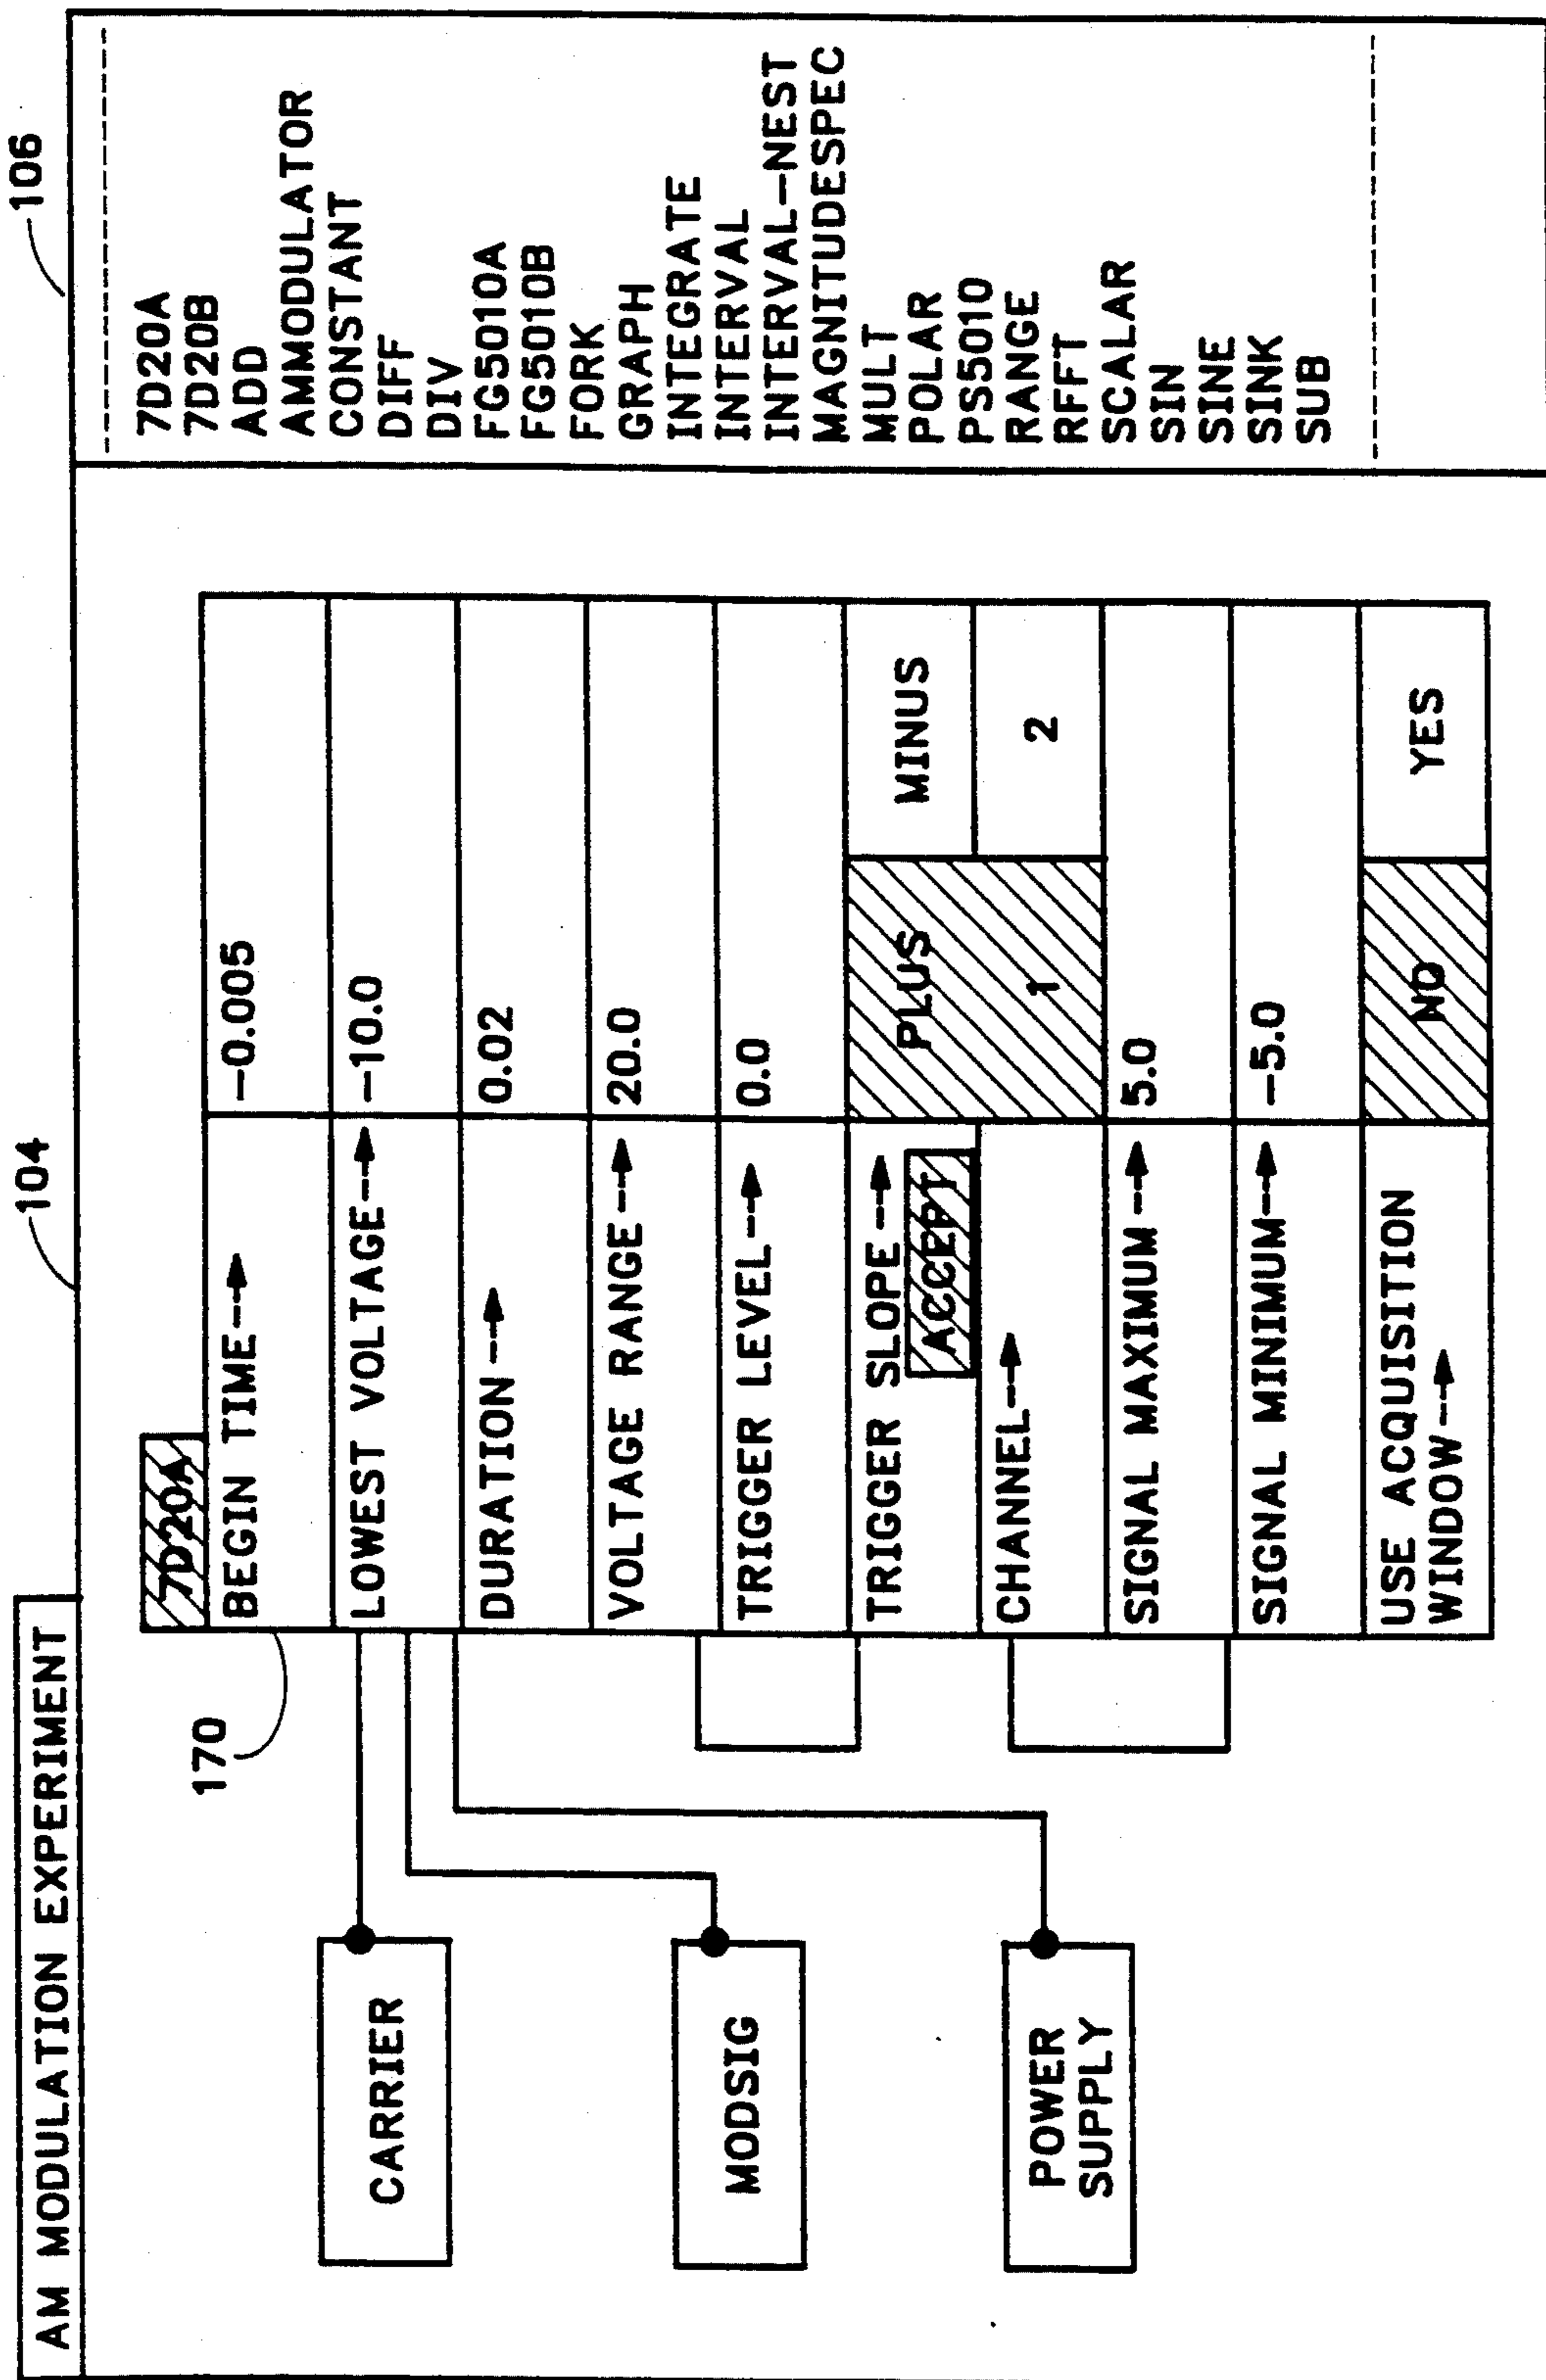 AM MODULATION EXPERIMENT
104
106
170
CARRIER
MODSIG
POWER
SUPPLY
7D20A
BEGIN TIME -0.005
LOWEST VOLTAGE -10.0
DURATION 0.02
VOLTAGE RANGE 20.0
TRIGGER LEVEL 0.0
TRIGGER SLOPE PLUS MINUS
ACCEPT
CHANNEL 1 2
SIGNAL MAXIMUM 5.0
SIGNAL MINIMUM -5.0
USE ACQUISITION
WINDOW NO YES
7D20A
7D20B
ADD
AMMODULATOR
CONSTANT
DIFF
DIV
FG5010A
FG5010B
FORK
GRAPH
INTEGRATE
INTERVAL
INTERVAL-NEST
MAGNITUDESPEC
MULT
POLAR
PS5010
RANGE
RFFT
SCALAR
SIN
SINE
SINK
SUB